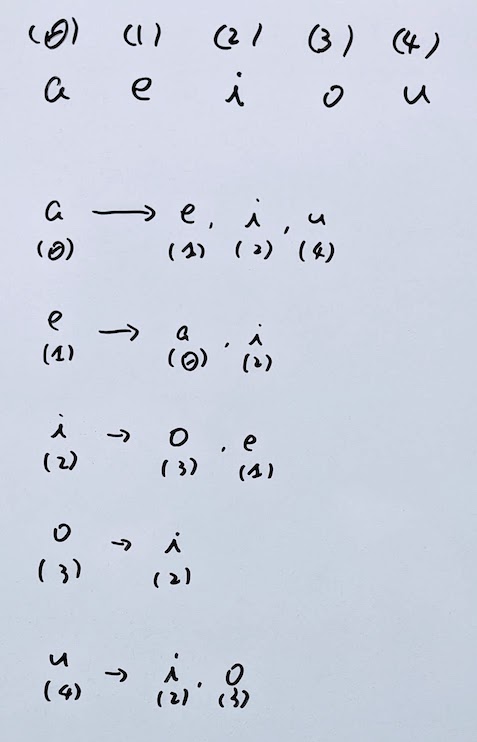 (0) (1) (2) (3) (4)
a e i o u
a → e, i, u
(0) (1) (2) (4)
e → a, i
(1) (0) (2)
i → o, e
(2) (3) (1)
o → i
(3) (2)
u → i, o
(4) (2) (3)